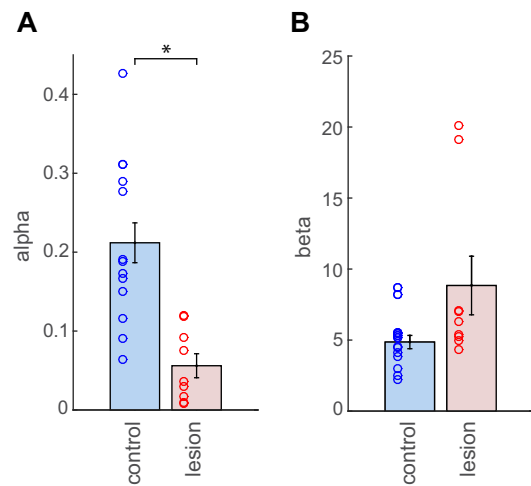 A
*
0.4
0.3
0.2
0.1
0
alpha
control
lesion
B
25
20
15
10
5
0
beta
control
lesion